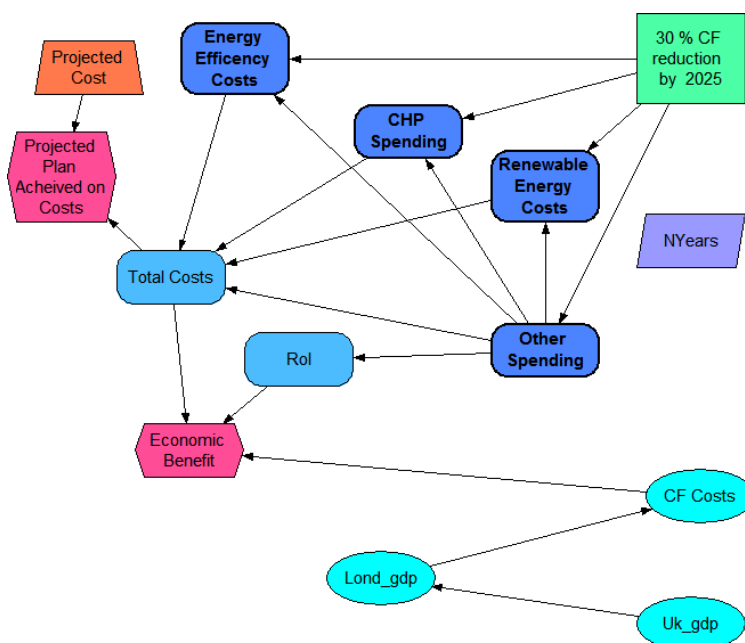 Projected
Cost
Energy
Efficency
Costs
30 % CF
reduction
by 2025
CHP
Spending
Projected
Plan
Acheived on
Costs
Renewable
Energy
Costs
NYears
Total Costs
RoI
Other
Spending
Economic
Benefit
CF Costs
Lond_gdp
Uk_gdp